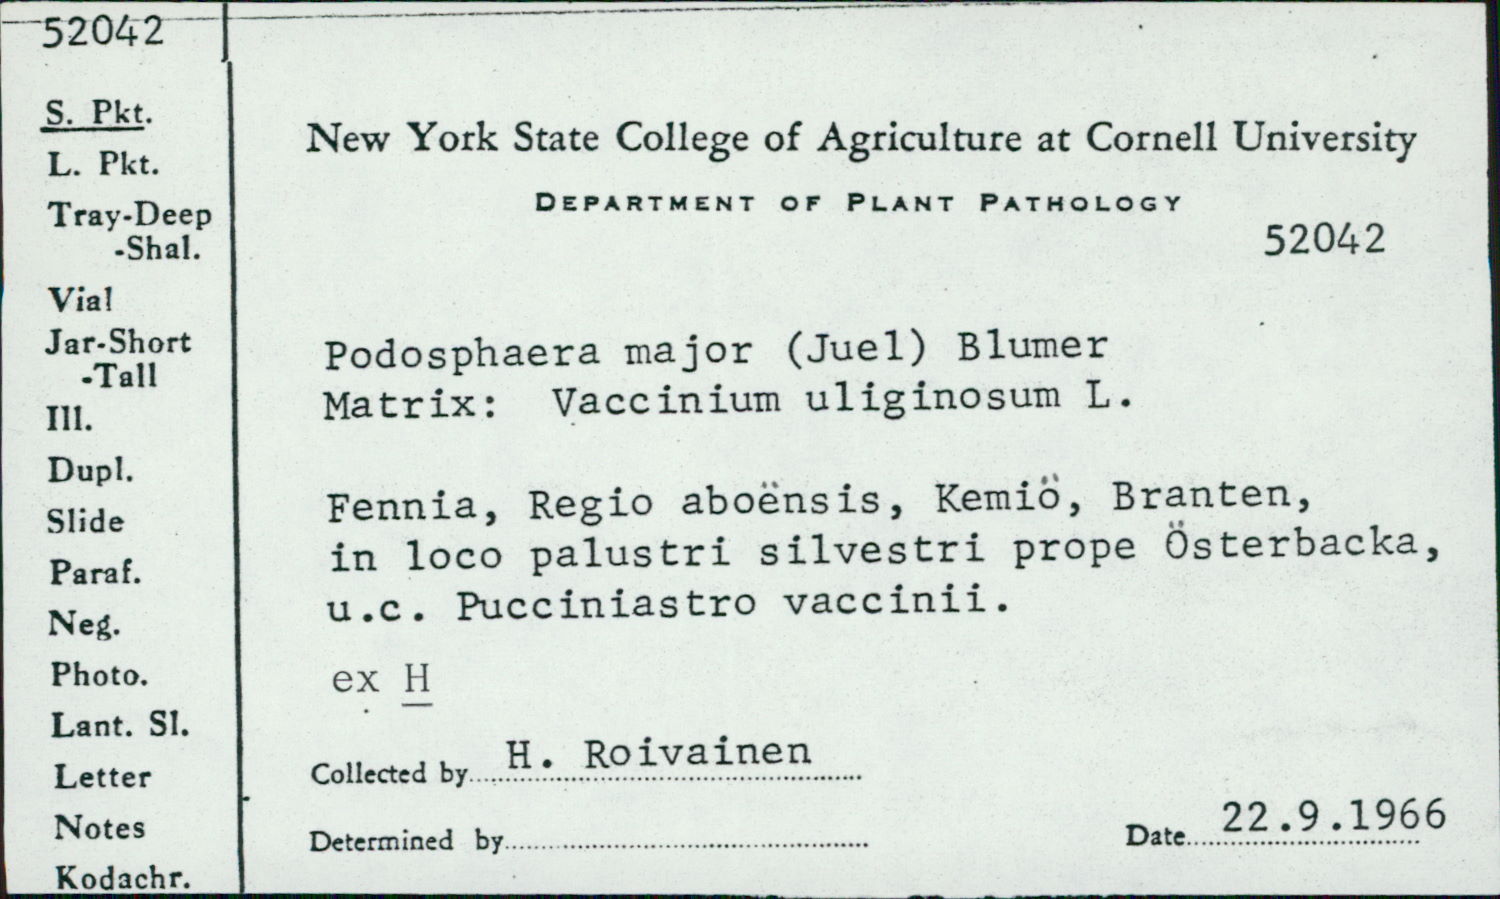 52042
S. Pkt.
L. Pkt.
Tray-Deep
-Shal.
Vial
Jar-Short
-Tall
Ill.
Dupl.
Slide
Paraf.
Neg.
Photo.
Lant. Sl.
Letter
Notes
Kodachr.
New York State College of Agriculture at Cornell University
DEPARTMENT OF PLANT PATHOLOGY
52042
Podosphaera major (Juel) Blumer
Matrix: Vaccinium uliginosum L.
Fennia, Regio aboënsis, Kemiö, Branten,
in loco palustri silvestri prope Österbacka,
u.c. Pucciniastro vaccinii.
ex H
Collected by H. Roivainen
Determined by
Date 22.9.1966